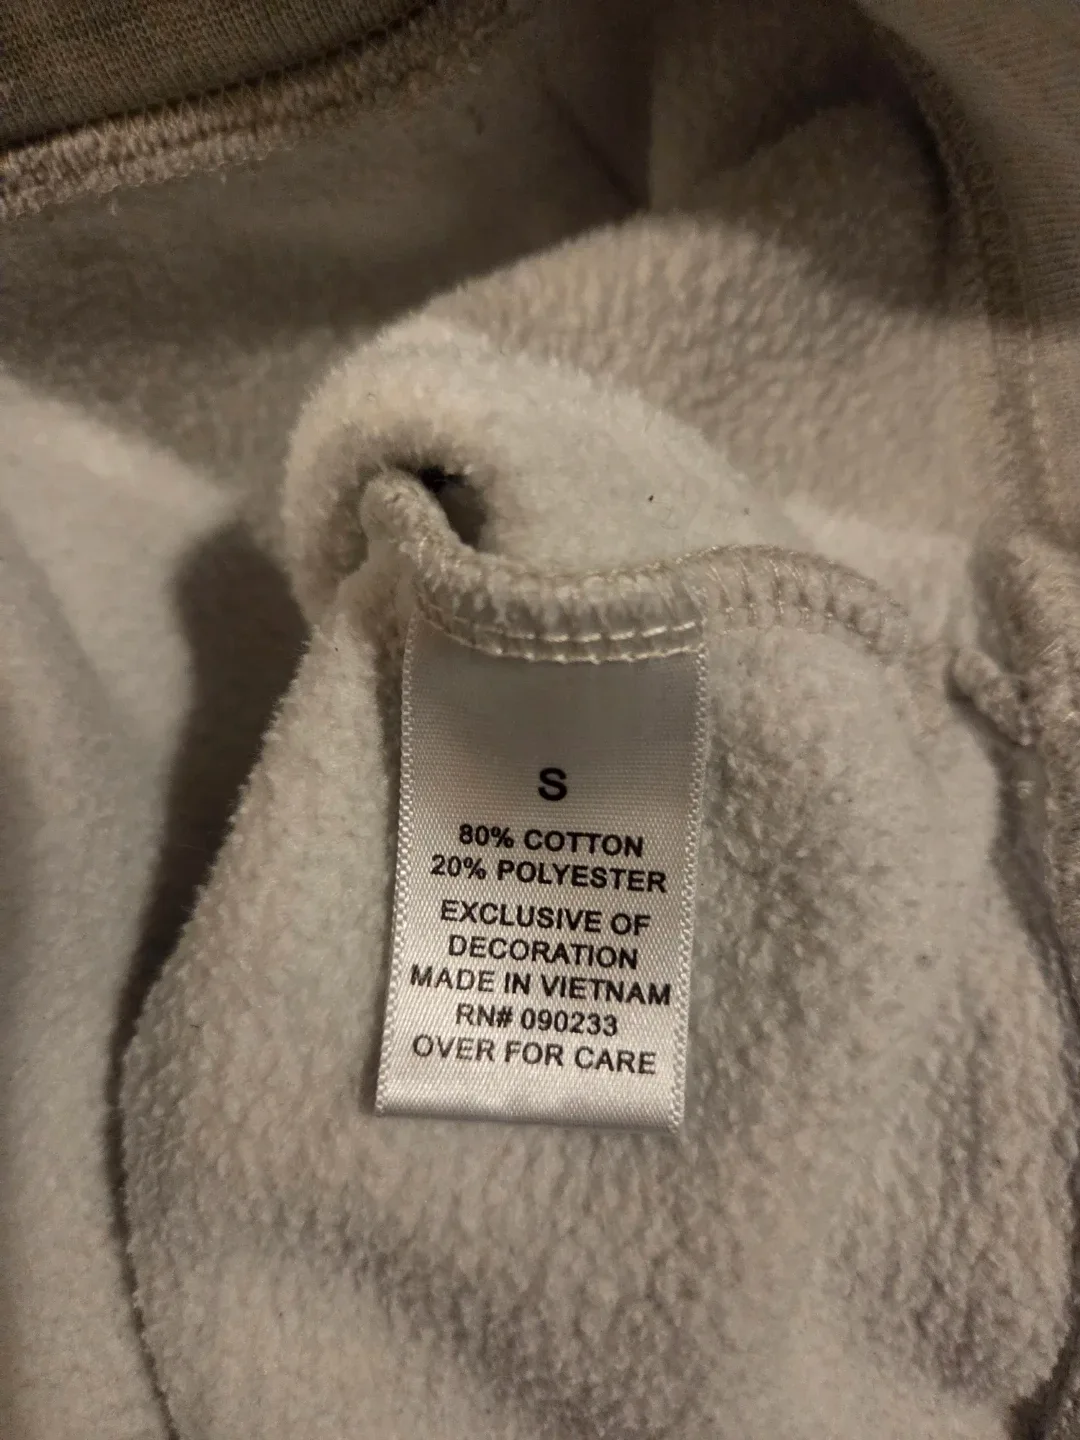 S
80% COTTON
20% POLYESTER
EXCLUSIVE OF
DECORATION
MADE IN VIETNAM
RN# 090233
OVER FOR CARE